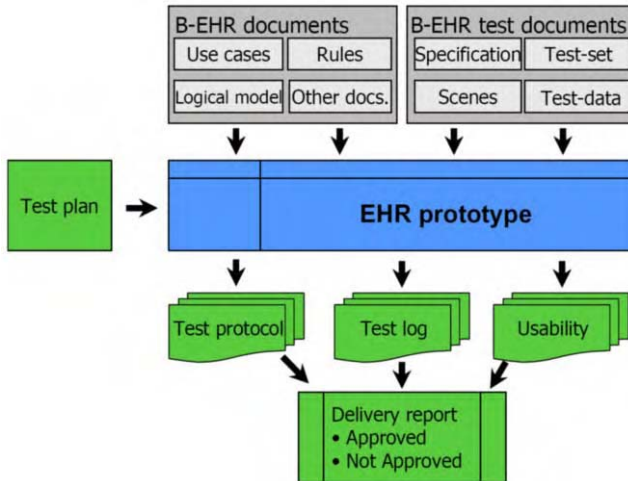 B-EHR documents
Use cases
Rules
Logical model
Other docs.
B-EHR test documents
Specification
Test-set
Scenes
Test-data
Test plan
EHR prototype
Test protocol
Test log
Usability
Delivery report
• Approved
• Not Approved